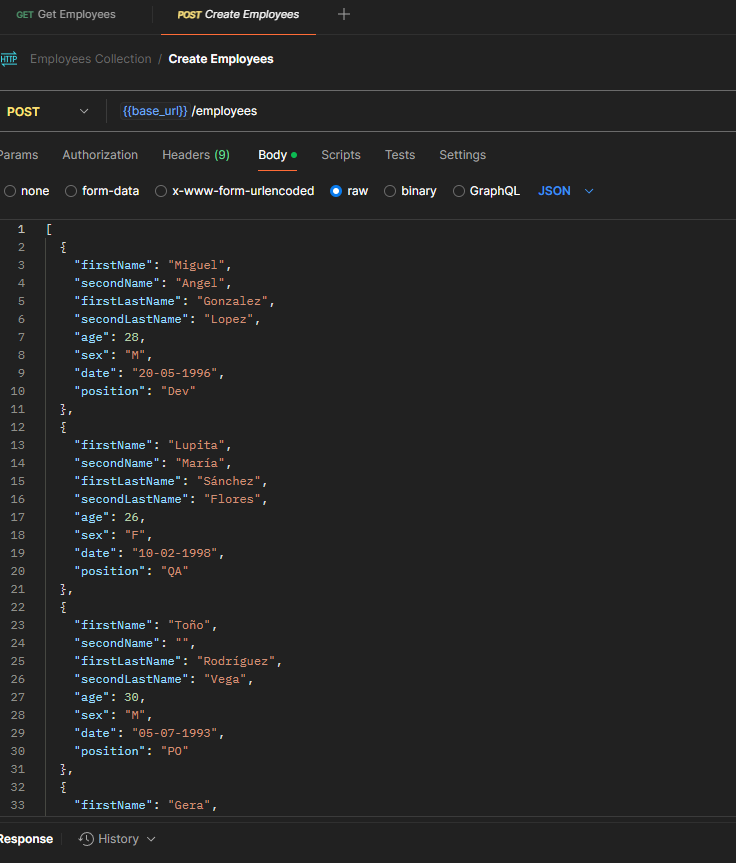 GET Get Employees POST Create Employees +
HTTP Employees Collection / Create Employees
POST {{base_url}} /employees
Params Authorization Headers (9) Body Scripts Tests Settings
none form-data x-www-form-urlencoded raw binary GraphQL JSON
1 [
2 {
3 "firstName": "Miguel",
4 "secondName": "Angel",
5 "firstLastName": "Gonzalez",
6 "secondLastName": "Lopez",
7 "age": 28,
8 "sex": "M",
9 "date": "20-05-1996",
10 "position": "Dev"
11 },
12 {
13 "firstName": "Lupita",
14 "secondName": "María",
15 "firstLastName": "Sánchez",
16 "secondLastName": "Flores",
17 "age": 26,
18 "sex": "F",
19 "date": "10-02-1998",
20 "position": "QA"
21 },
22 {
23 "firstName": "Toño",
24 "secondName": "",
25 "firstLastName": "Rodríguez",
26 "secondLastName": "Vega",
27 "age": 30,
28 "sex": "M",
29 "date": "05-07-1993",
30 "position": "PO"
31 },
32 {
33 "firstName": "Gera",
Response History